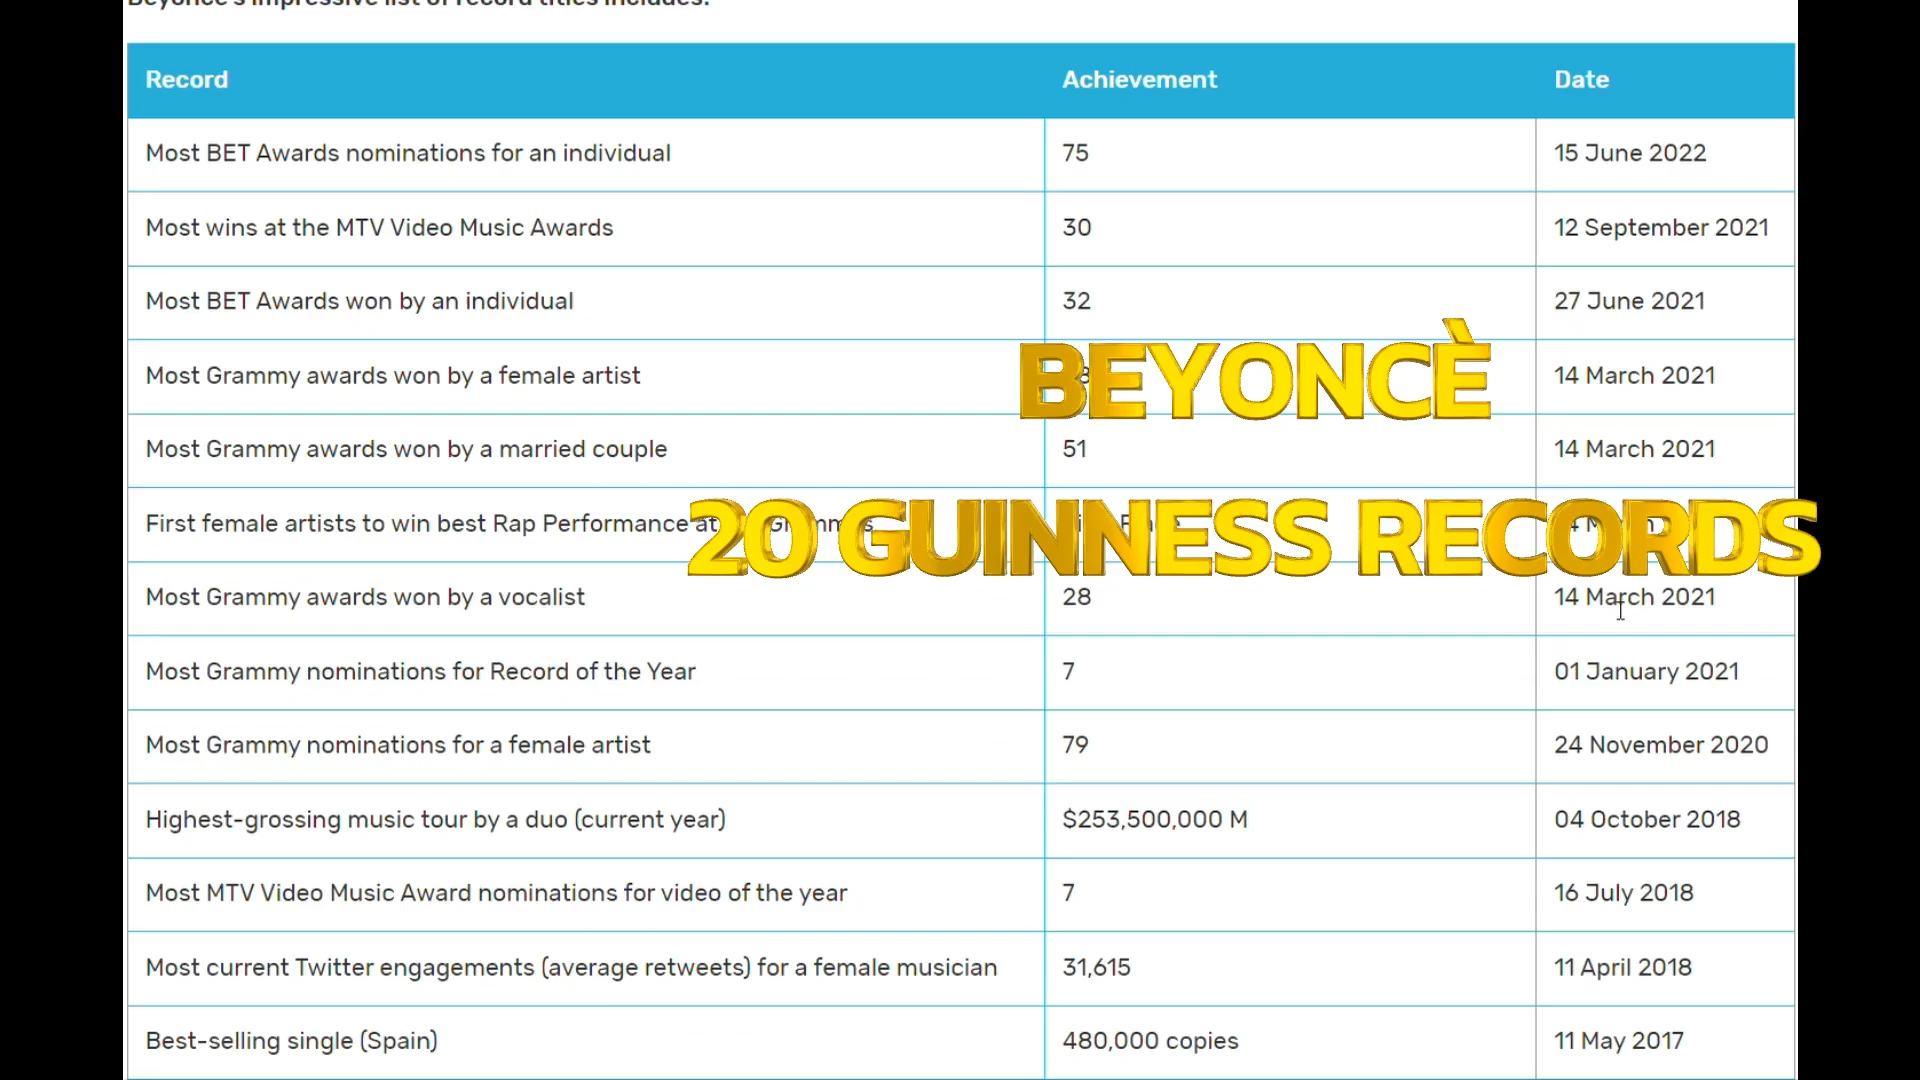 Beyoncé's impressive list of record titles includes:
Record Achievement Date
Most BET Awards nominations for an individual 75 15 June 2022
Most wins at the MTV Video Music Awards 30 12 September 2021
Most BET Awards won by an individual 32 27 June 2021
Most Grammy awards won by a female artist 14 March 2021
BEYONCÈ
Most Grammy awards won by a married couple 51 14 March 2021
First female artists to win best Rap Performance at
20 GUINNESS RECORDS
Most Grammy awards won by a vocalist 28 14 March 2021
Most Grammy nominations for Record of the Year 7 01 January 2021
Most Grammy nominations for a female artist 79 24 November 2020
Highest-grossing music tour by a duo (current year) $253,500,000 M 04 October 2018
Most MTV Video Music Award nominations for video of the year 7 16 July 2018
Most current Twitter engagements (average retweets) for a female musician 31,615 11 April 2018
Best-selling single (Spain) 480,000 copies 11 May 2017